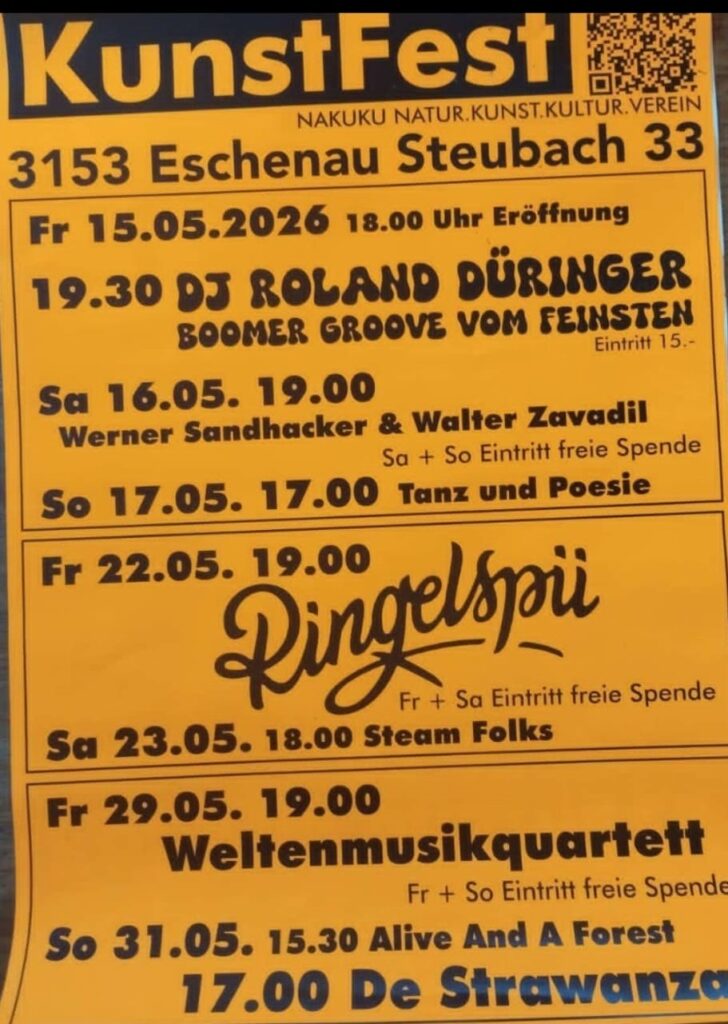 KunstFest
NAKUKU NATUR.KUNST.KULTUR.VEREIN
3153 Eschenau Steubach 33
Fr 15.05.2026 18.00 Uhr Eröffnung
19.30 DJ ROLAND DÜRINGER
BOOMER GROOVE VOM FEINSTEN
Eintritt 15.-
Sa 16.05. 19.00
Werner Sandhacker & Walter Zavadil
Sa + So Eintritt freie Spende
So 17.05. 17.00 Tanz und Poesie
Fr 22.05. 19.00
Ringelspü
Fr + Sa Eintritt freie Spende
Sa 23.05. 18.00 Steam Folks
Fr 29.05. 19.00
Weltenmusikquartett
Fr + So Eintritt freie Spende
So 31.05. 15.30 Alive And A Forest
17.00 De Strawanza